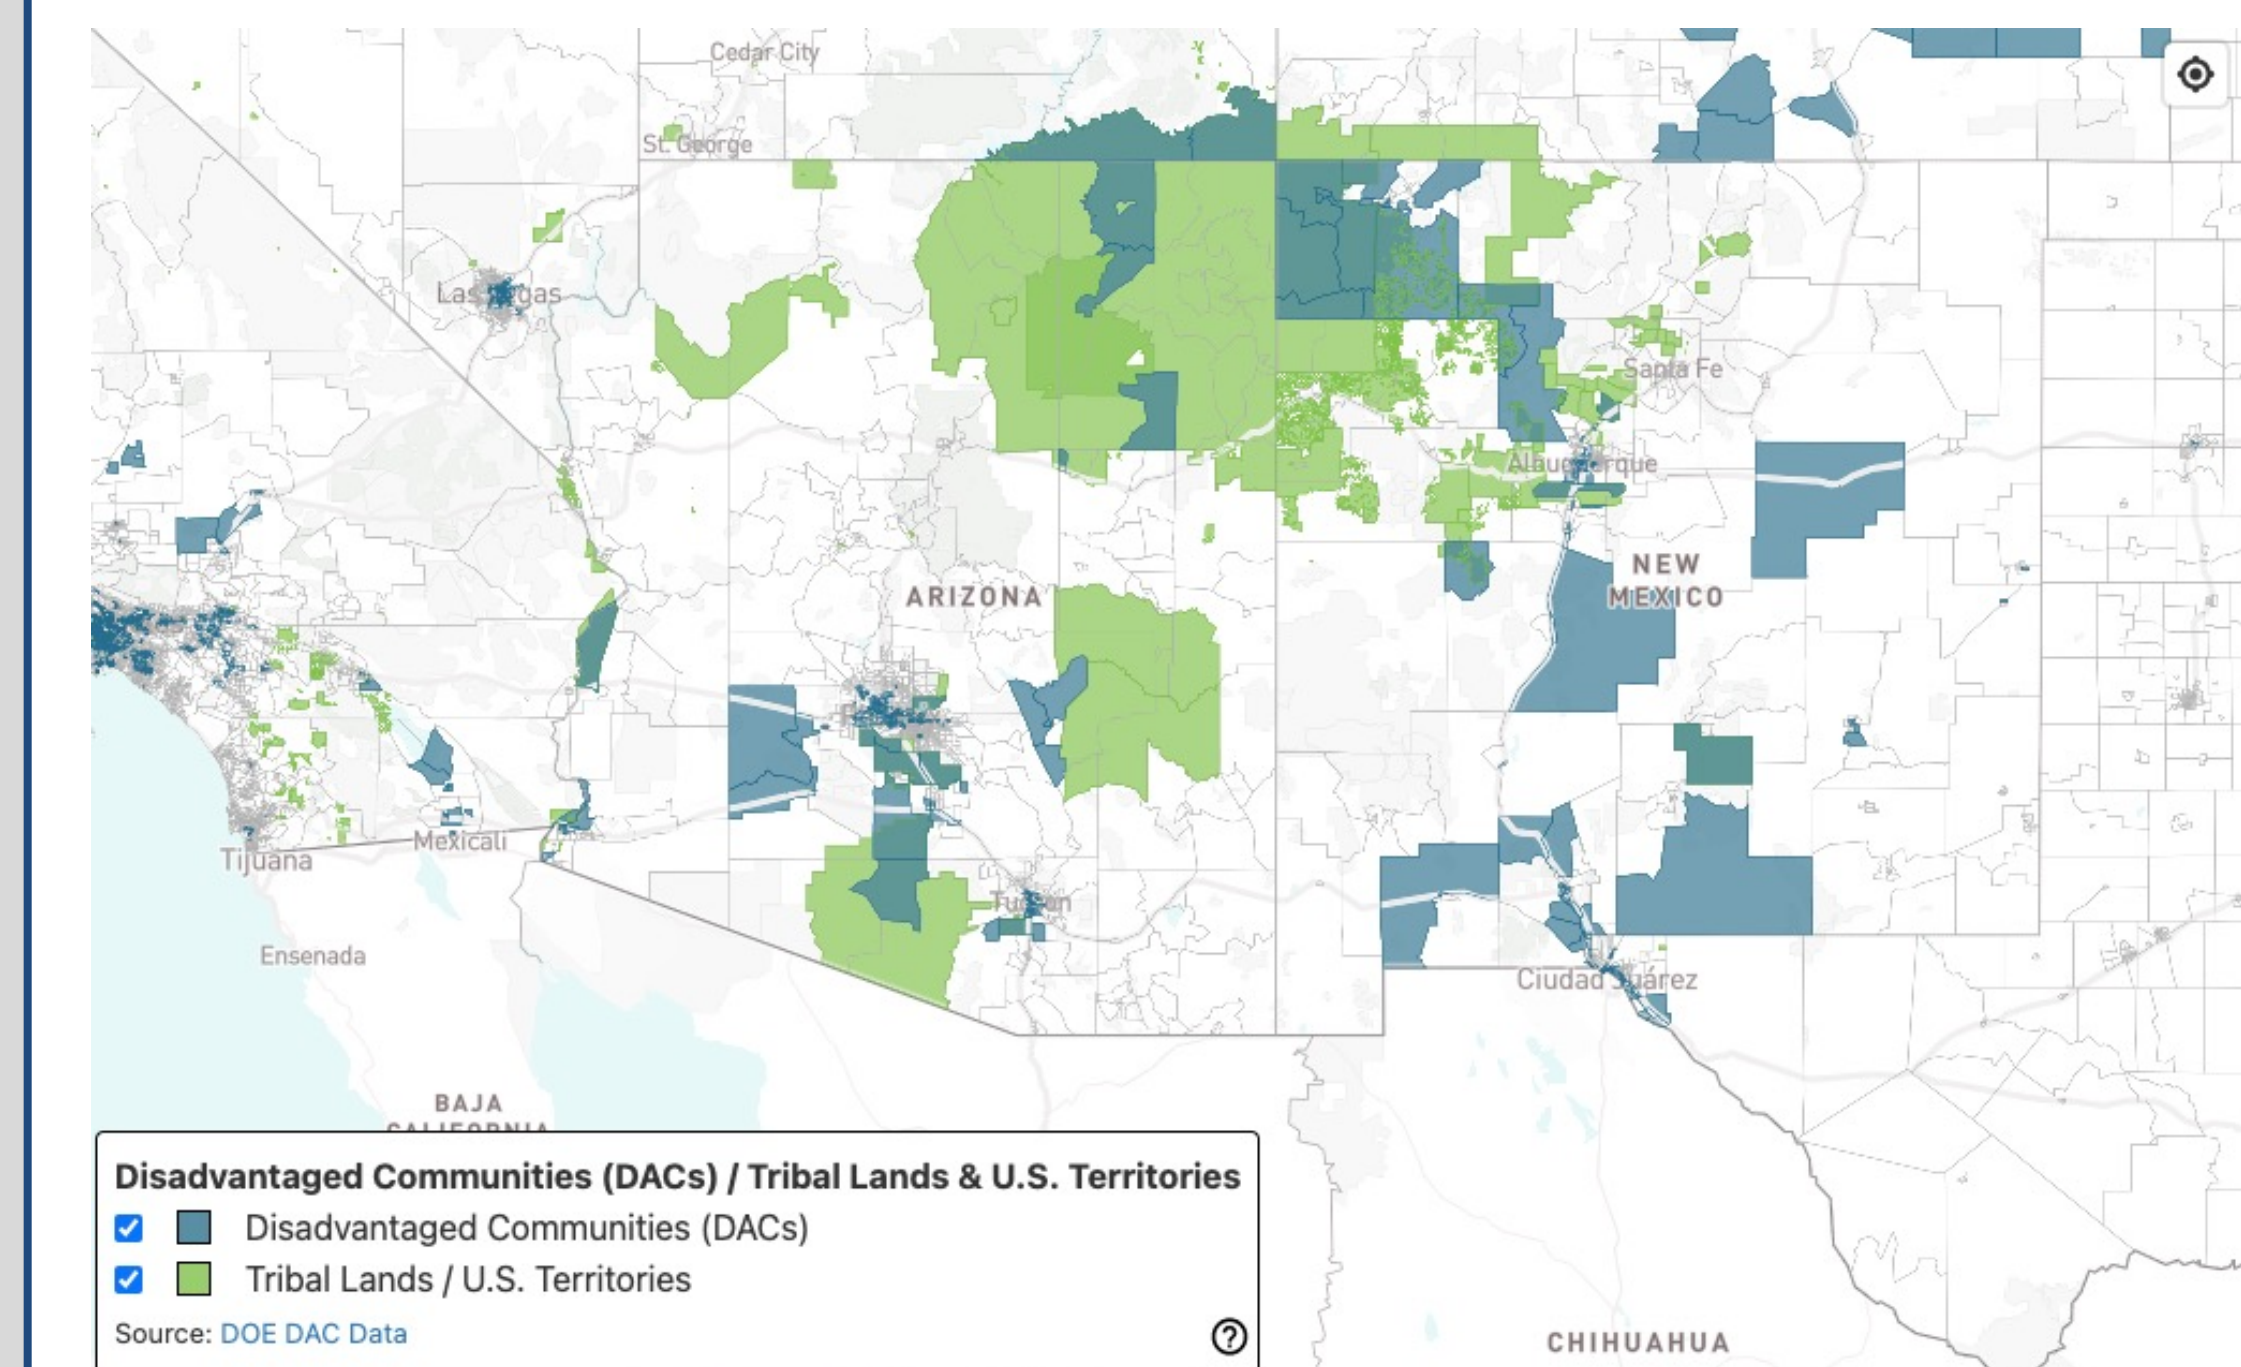 Cedar City
St. George
Las Vegas
Santa Fe
Albuquerque
NEW
MEXICO
ARIZONA
Mexicali
Tijuana
Tucson
Ensenada
Ciudad Juárez
BAJA
CALIFORNIA
Disadvantaged Communities (DACs) / Tribal Lands & U.S. Territories
Disadvantaged Communities (DACs)
Tribal Lands / U.S. Territories
Source: DOE DAC Data
?
CHIHUAHUA